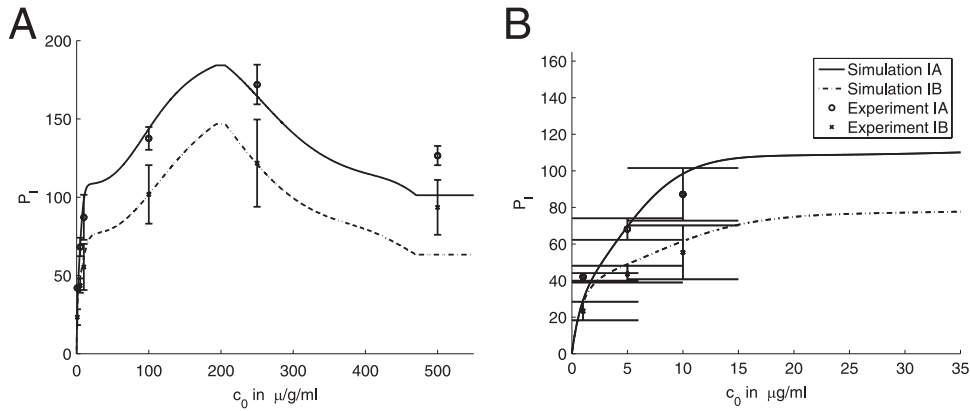 A
200
150
100
50
0
P_I
0 100 200 300 400 500
c_0 in μ/g/ml
B
160
140
120
100
80
60
40
20
0
P_I
0 5 10 15 20 25 30 35
c_0 in μg/ml
Simulation IA
Simulation IB
Experiment IA
Experiment IB